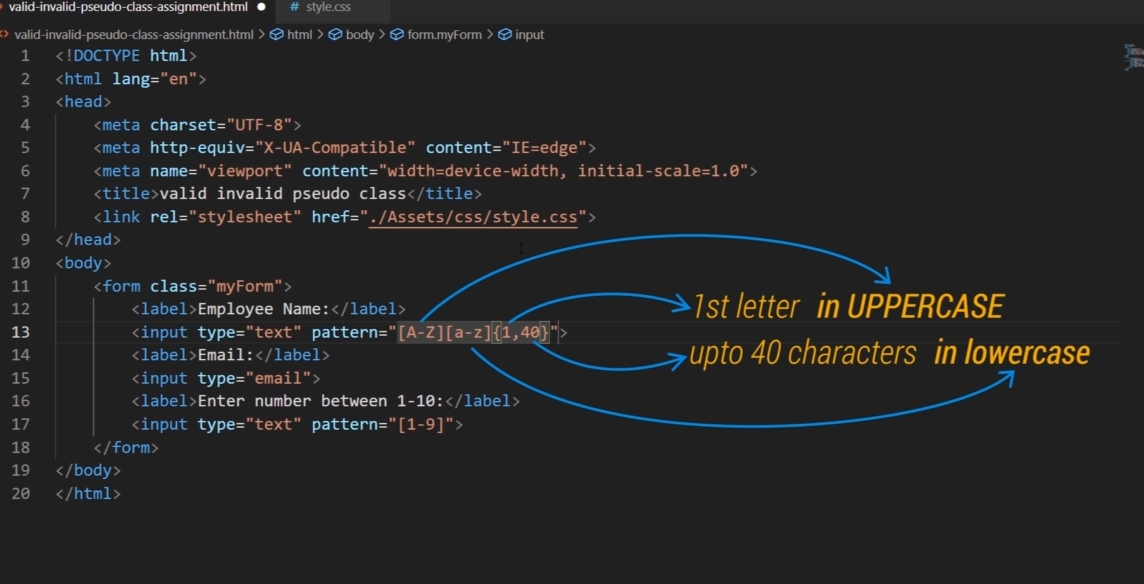 valid-invalid-pseudo-class-assignment.html ● # style.css
valid-invalid-pseudo-class-assignment.html > html > body > form.myForm > input
1 <!DOCTYPE html>
2 <html lang="en">
3 <head>
4 <meta charset="UTF-8">
5 <meta http-equiv="X-UA-Compatible" content="IE=edge">
6 <meta name="viewport" content="width=device-width, initial-scale=1.0">
7 <title>valid invalid pseudo class</title>
8 <link rel="stylesheet" href="./Assets/css/style.css">
9 </head>
10 <body>
11 <form class="myForm">
12 <label>Employee Name:</label>
1st letter in UPPERCASE
13 <input type="text" pattern="[A-Z][a-z]{1,40}">
14 <label>Email:</label>
upto 40 characters in lowercase
15 <input type="email">
16 <label>Enter number between 1-10:</label>
17 <input type="text" pattern="[1-9]">
18 </form>
19 </body>
20 </html>